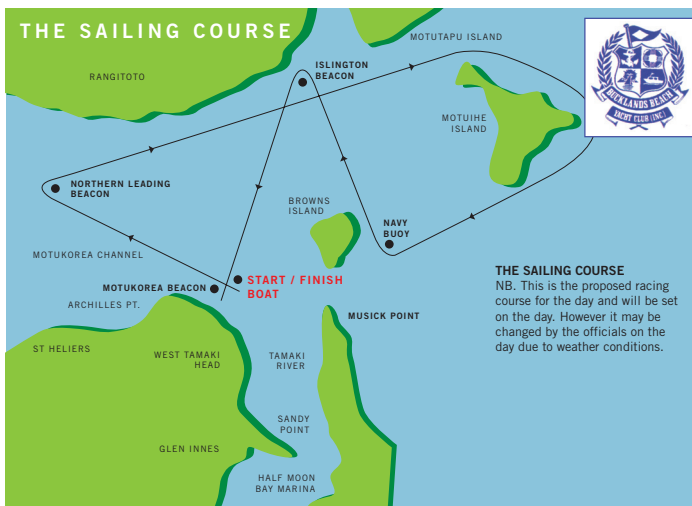 THE SAILING COURSE
MOTUTAPU ISLAND
ISLINGTON
BEACON
RANGITOTO
BUCKLANDS BEACH
YACHT CLUB (INC.)
MOTUIHE
ISLAND
NORTHERN LEADING
BEACON
BROWNS
ISLAND
NAVY
BUOY
MOTUKOREA CHANNEL
START / FINISH
BOAT
MOTUKOREA BEACON
ARCHILLES PT.
MUSICK POINT
THE SAILING COURSE
NB. This is the proposed racing
course for the day and will be set
on the day. However it may be
changed by the officials on the
day due to weather conditions.
ST HELIERS
WEST TAMAKI
HEAD
TAMAKI
RIVER
SANDY
POINT
GLEN INNES
HALF MOON
BAY MARINA